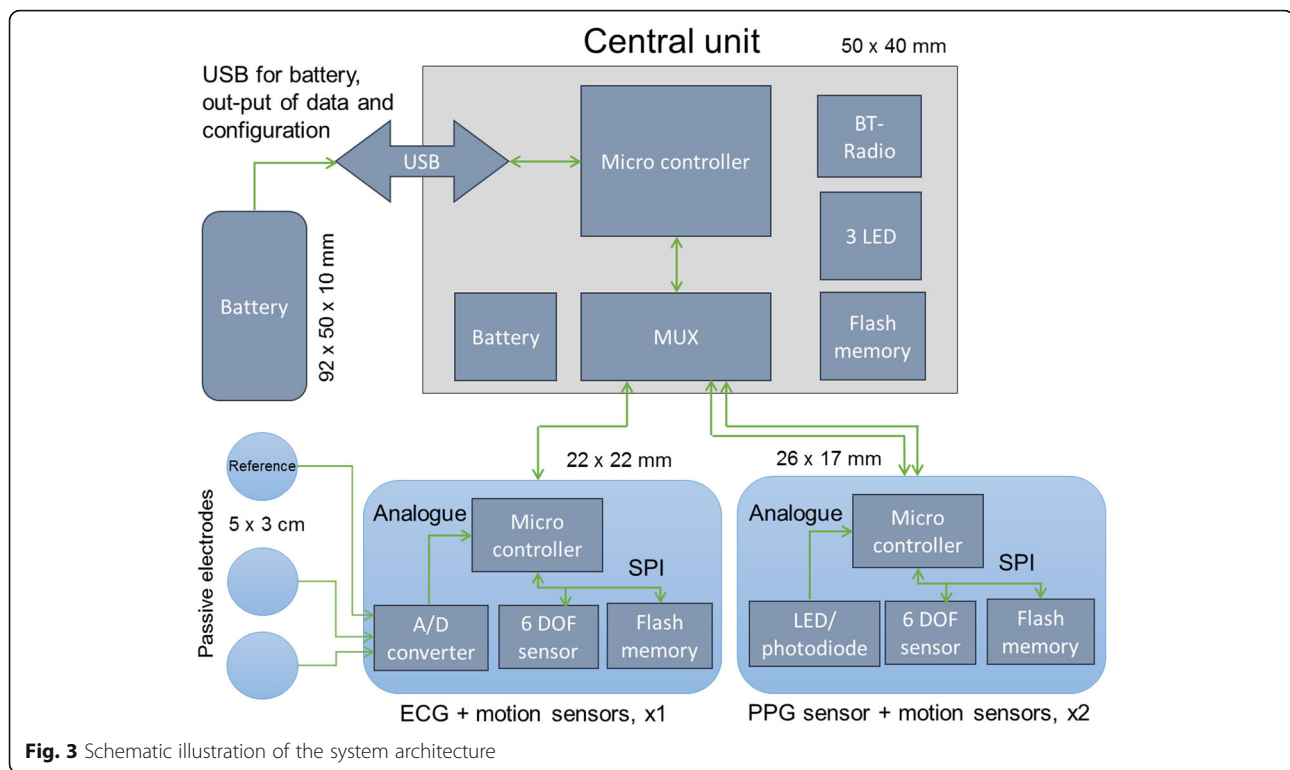 Central unit
50 x 40 mm
USB for battery,
out-put of data and
configuration
USB
Micro controller
BT-
Radio
3 LED
Battery
92 x 50 x 10 mm
Battery
MUX
Flash
memory
Passive electrodes
Reference
5 x 3 cm
22 x 22 mm
26 x 17 mm
Analogue
Micro
controller
SPI
A/D
converter
6 DOF
sensor
Flash
memory
Analogue
Micro
controller
SPI
LED/
photodiode
6 DOF
sensor
Flash
memory
ECG + motion sensors, x1
PPG sensor + motion sensors, x2
Fig. 3 Schematic illustration of the system architecture